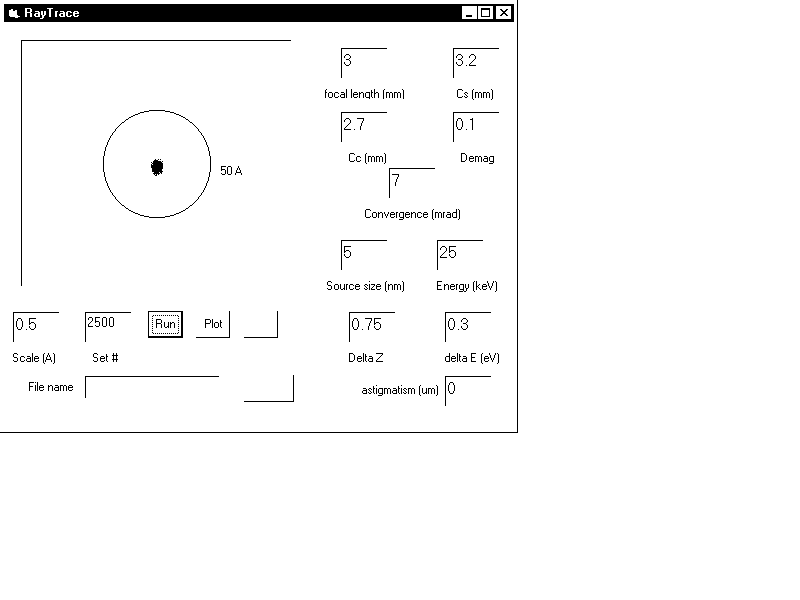 RayTrace
3
3.2
focal length (mm)
Cs (mm)
2.7
0.1
Cc (mm)
Demag
50 A
7
Convergence (mrad)
5
25
Source size (nm)
Energy (keV)
0.5
2500
Run
Plot
0.75
0.3
Scale (A)
Set #
Delta Z
delta E (eV)
File name
astigmatism (um)
0